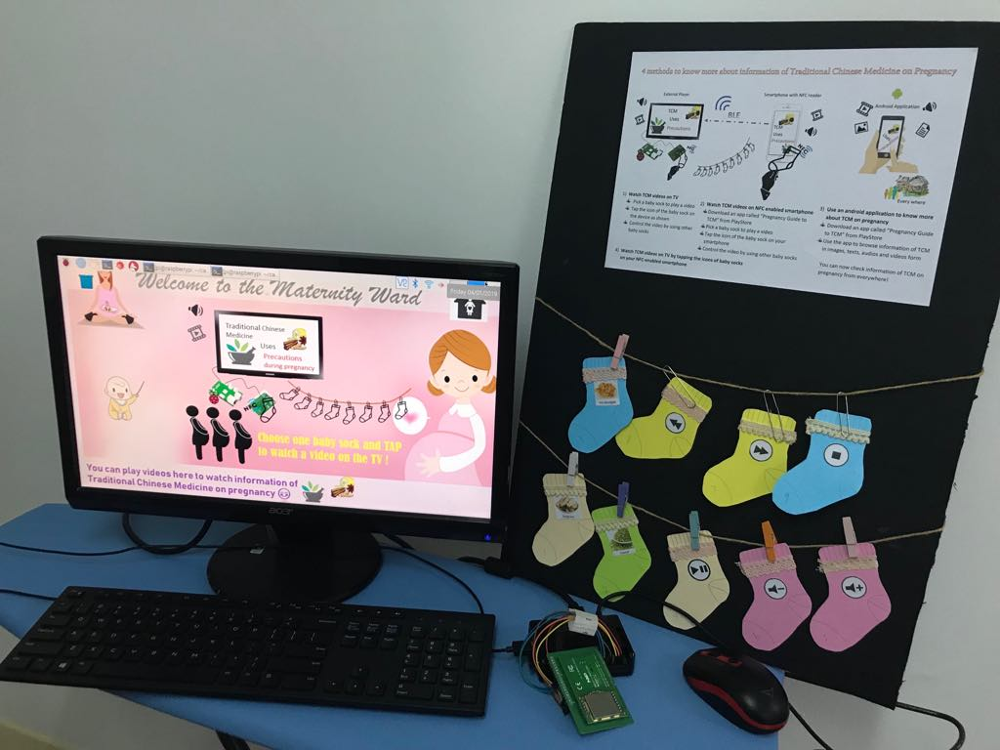 4 methods to know more about information of Traditional Chinese Medicine on Pregnancy
External Player
Smartphone with NFC reader
Android Application
TCM
Uses
Precautions
BLE
TCM
Uses
Precautions
NFC
Every where
1) Watch TCM videos on TV
Pick a baby sock to play a video
Tap the icon of the baby sock on
the device as shown
Control the video by using other
baby socks
2) Watch TCM videos on NFC enabled smartphone
Download an app called "Pregnancy Guide
to TCM" from PlayStore
Pick a baby sock to play a video
Tap the icon of the baby sock on your
smartphone
Control the video by using other baby socks
3) Use an android application to know more
about TCM on pregnancy
Download an app called "Pregnancy Guide
to TCM" from PlayStore
Use the app to browse information of TCM
in images, texts, audios and videos form
You can now check information of TCM
on pregnancy from everywhere!
4) Watch TCM videos on TV by tapping the icons of baby socks
on your NFC enabled smartphone
Welcome to the Maternity Ward
Friday 04/01/2019
Traditional Chinese
Medicine
Uses
Precautions
during pregnancy
NFC
Choose one baby sock and TAP
to watch a video on the TV !
You can play videos here to watch information of
Traditional Chinese Medicine on pregnancy
acer